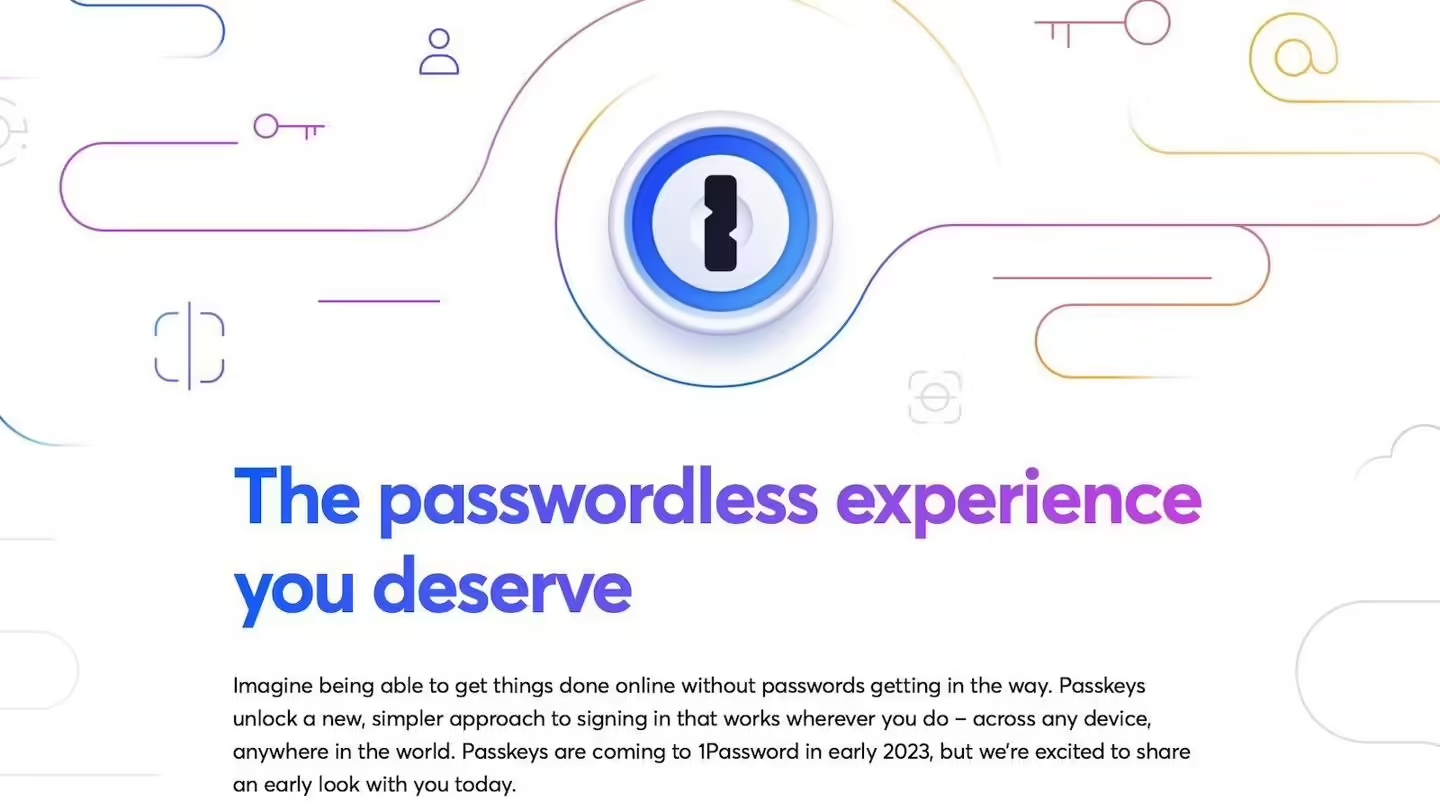 The passwordless experience
you deserve
Imagine being able to get things done online without passwords getting in the way. Passkeys
unlock a new, simpler approach to signing in that works wherever you do – across any device,
anywhere in the world. Passkeys are coming to 1Password in early 2023, but we're excited to share
an early look with you today.